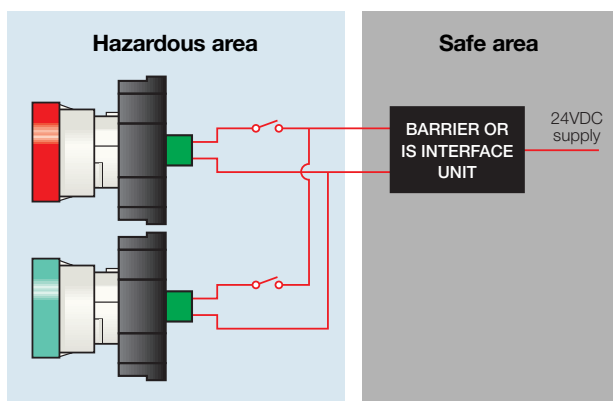 Hazardous area
Safe area
BARRIER OR
IS INTERFACE
UNIT
24VDC
supply